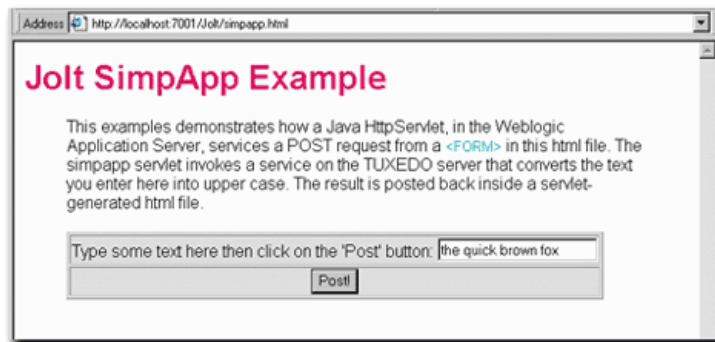 Address http://localhost:7001/Jolt/simpapp.html
Jolt SimpApp Example
This examples demonstrates how a Java HttpServlet, in the Weblogic
Application Server, services a POST request from a <FORM> in this html file. The
simpapp servlet invokes a service on the TUXEDO server that converts the text
you enter here into upper case. The result is posted back inside a servlet-
generated html file.
Type some text here then click on the 'Post' button: the quick brown fox
Post!